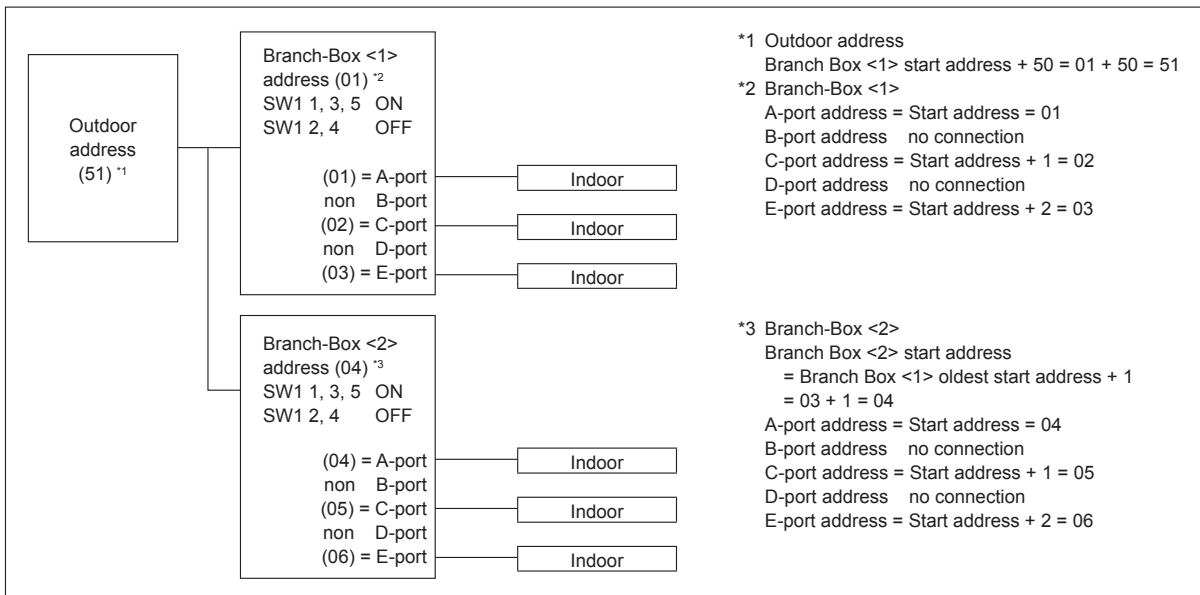 Outdoor
address
(51) *1
Branch-Box <1>
address (01) *2
SW1 1, 3, 5 ON
SW1 2, 4 OFF
(01) = A-port
non B-port
(02) = C-port
non D-port
(03) = E-port
Indoor
Indoor
Indoor
Branch-Box <2>
address (04) *3
SW1 1, 3, 5 ON
SW1 2, 4 OFF
(04) = A-port
non B-port
(05) = C-port
non D-port
(06) = E-port
Indoor
Indoor
Indoor
*1 Outdoor address
Branch Box <1> start address + 50 = 01 + 50 = 51
*2 Branch-Box <1>
A-port address = Start address = 01
B-port address no connection
C-port address = Start address + 1 = 02
D-port address no connection
E-port address = Start address + 2 = 03
*3 Branch-Box <2>
Branch Box <2> start address
= Branch Box <1> oldest start address + 1
= 03 + 1 = 04
A-port address = Start address = 04
B-port address no connection
C-port address = Start address + 1 = 05
D-port address no connection
E-port address = Start address + 2 = 06